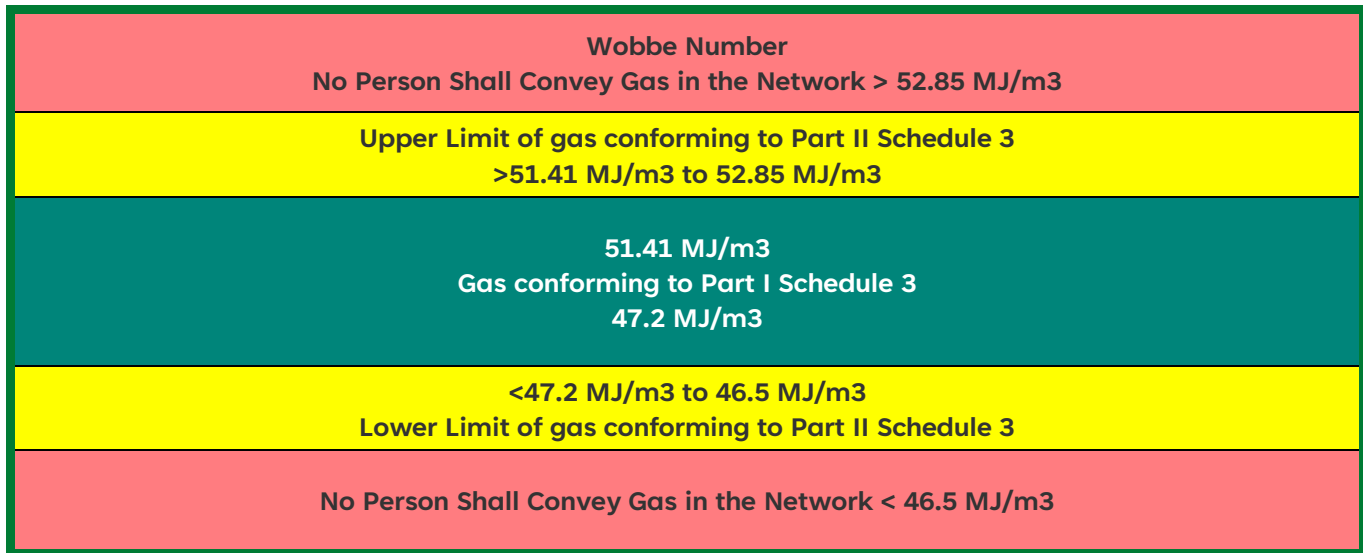 Wobbe Number
No Person Shall Convey Gas in the Network > 52.85 MJ/m3
Upper Limit of gas conforming to Part II Schedule 3
>51.41 MJ/m3 to 52.85 MJ/m3
51.41 MJ/m3
Gas conforming to Part I Schedule 3
47.2 MJ/m3
<47.2 MJ/m3 to 46.5 MJ/m3
Lower Limit of gas conforming to Part II Schedule 3
No Person Shall Convey Gas in the Network < 46.5 MJ/m3